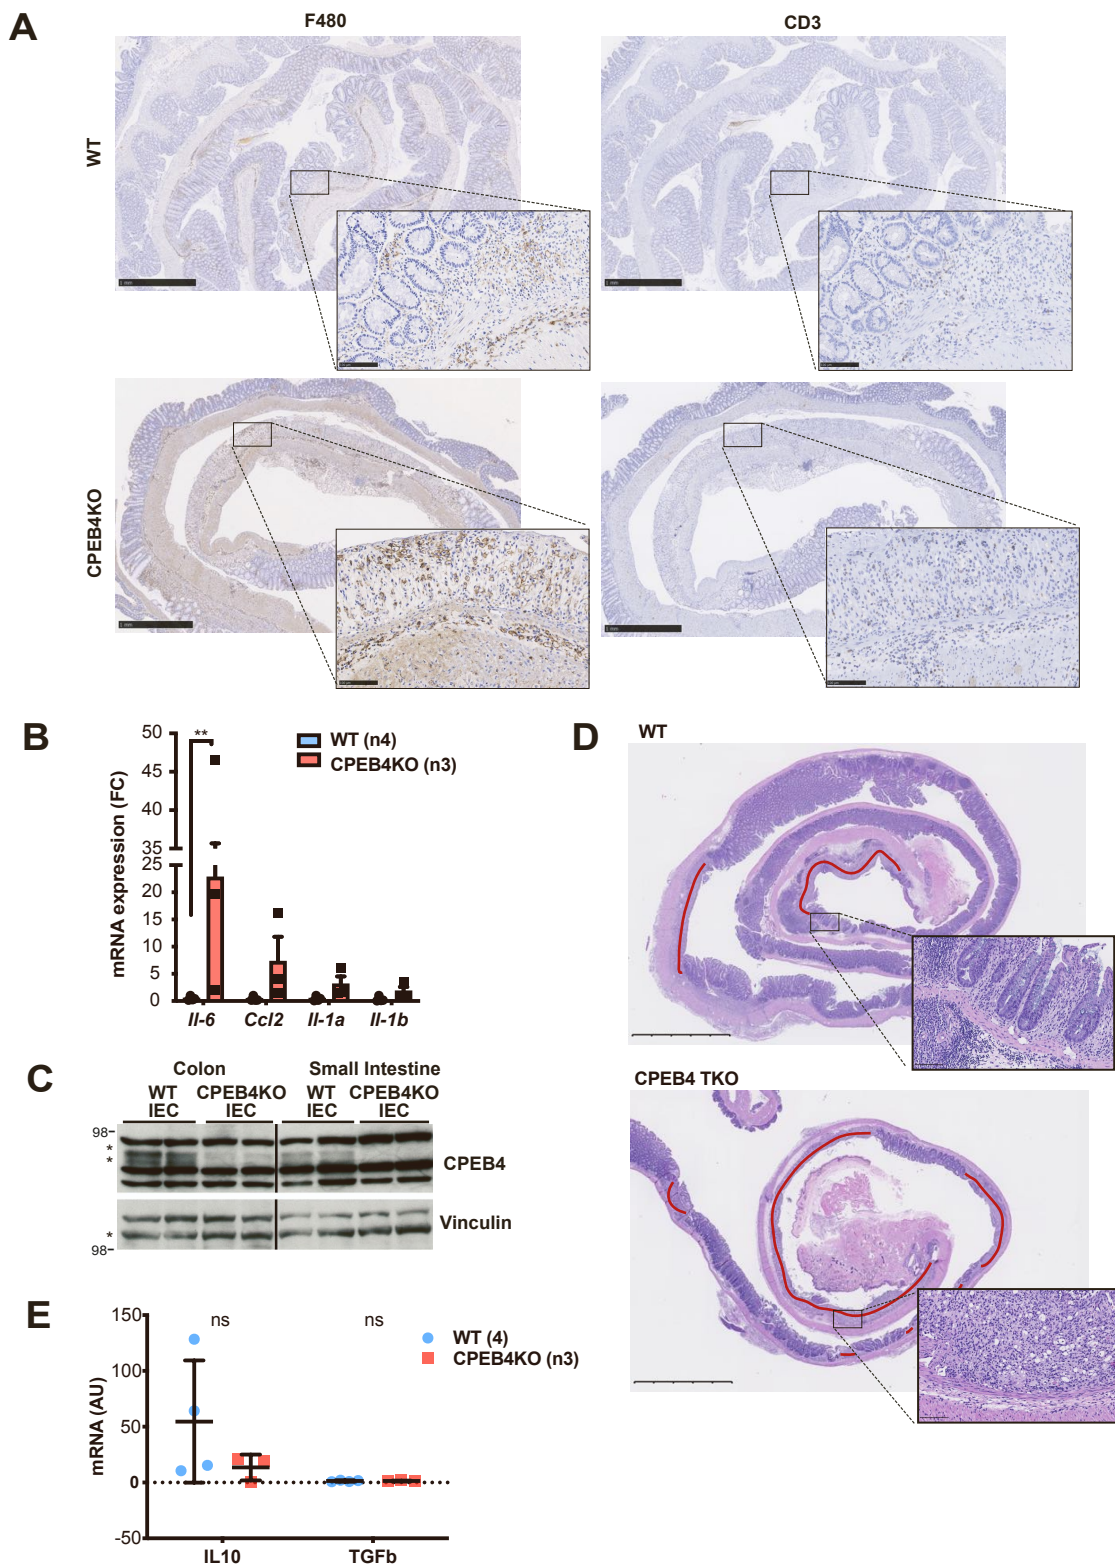 A
F480
CD3
WT
CPEB4KO
B
mRNA expression (FC)
50
45
40
35
25
20
15
10
5
0
**
WT (n4)
CPEB4KO (n3)
Il-6
Ccl2
Il-1a
Il-1b
C
Colon
Small Intestine
WT
IEC
CPEB4KO
IEC
WT
IEC
CPEB4KO
IEC
98
*
*
CPEB4
*
98
Vinculin
D
WT
CPEB4 TKO
E
mRNA (AU)
150
100
50
0
-50
ns
ns
WT (4)
CPEB4KO (n3)
IL10
TGFb